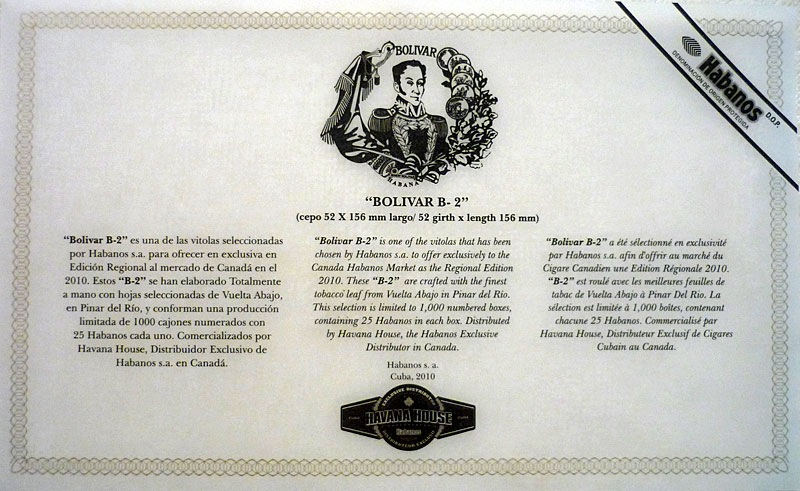 BOLIVAR
HABANA
Habanos
D.O.P.
DENOMINACIÓN DE ORIGEN PROTEGIDA
“BOLIVAR B- 2”
(cepo 52 X 156 mm largo/ 52 girth x length 156 mm)
“Bolivar B-2” es una de las vitolas seleccionadas
por Habanos s.a. para ofrecer en exclusiva en
Edición Regional al mercado de Canadá en el
2010. Estos “B-2” se han elaborado Totalmente
a mano con hojas seleccionadas de Vuelta Abajo,
en Pinar del Río, y conforman una producción
limitada de 1000 cajones numerados con
25 Habanos cada uno. Comercializados por
Havana House, Distribuidor Exclusivo de
Habanos s.a. en Canadá.
“Bolivar B-2” is one of the vitolas that has been
chosen by Habanos s.a. to offer exclusively to the
Canada Habanos Market as the Regional Edition
2010. These “B-2” are crafted with the finest
tobacco leaf from Vuelta Abajo in Pinar del Rio.
This selection is limited to 1,000 numbered boxes,
containing 25 Habanos in each box. Distributed
by Havana House, the Habanos Exclusive
Distributor in Canada.
“Bolivar B-2” a été sélectionné en exclusivité
par Habanos s.a. afin d'offrir au marché du
Cigare Canadien une Edition Régionale 2010.
“B-2” est roulé avec les meilleures feuilles de
tabac de Vuelta Abajo à Pinar Del Rio. La
sélection est limitée à 1,000 boîtes, contenant
chacune 25 Habanos. Commercialisé par
Havana House, Distributeur Exclusif de Cigares
Cubain au Canada.
Habanos s. a.
Cuba, 2010
EXCLUSIVE DISTRIBUTOR
HAVANA HOUSE
Habanos
DISTRIBUTEUR EXCLUSIF